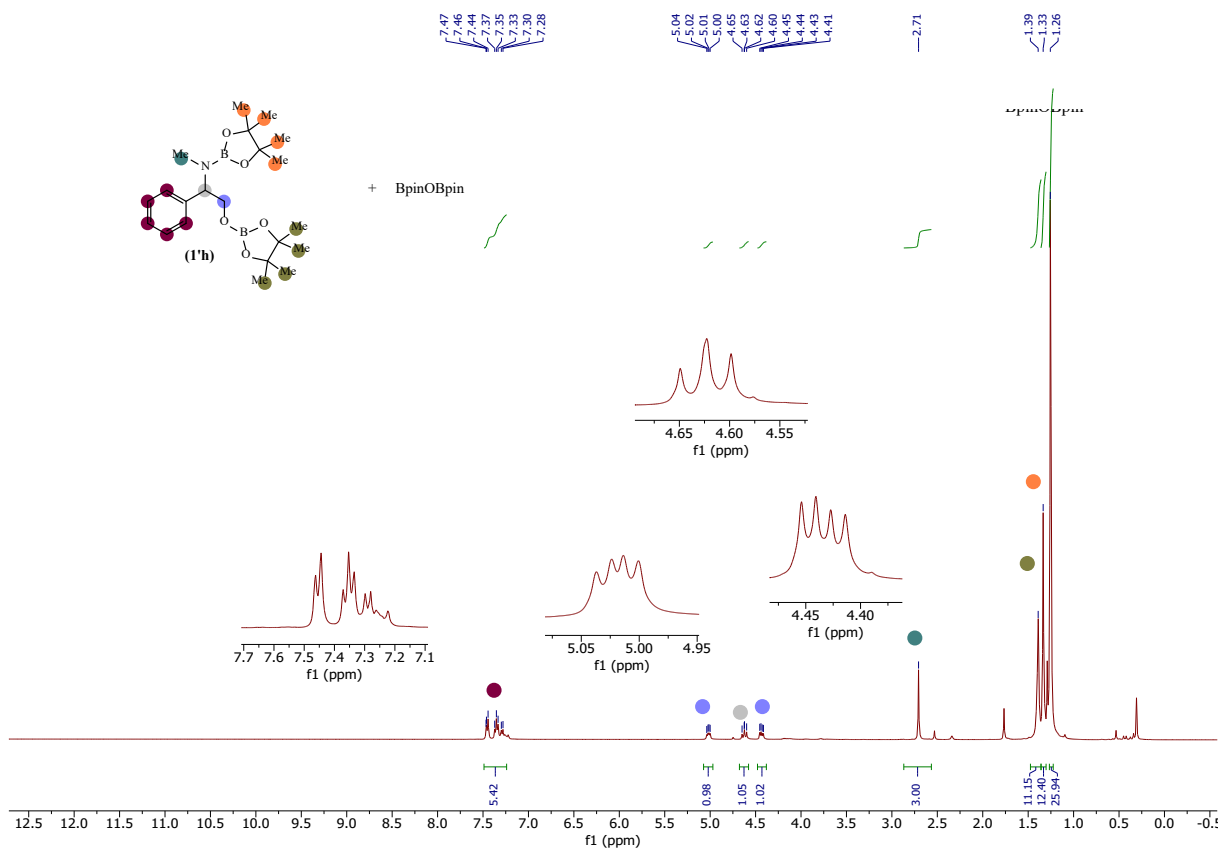 7.47 7.46 7.44 7.37 7.35 7.33 7.30 7.28 5.04 5.02 5.01 5.00 4.65 4.63 4.62 4.60 4.45 4.44 4.43 4.41 2.71 1.39 1.33 1.26
Me Me
O
Me
B
Me
Me
N
O
+ BpinOBpin
O
B
O
Me
Me
O
(1'h)
Me
Me
BpinOBpin
4.65 4.60 4.55
f1 (ppm)
4.45 4.40
f1 (ppm)
5.05 5.00 4.95
f1 (ppm)
7.7 7.6 7.5 7.4 7.3 7.2 7.1
f1 (ppm)
5.42 0.98 1.05 1.02 3.00 11.15 12.40 25.94
12.5 12.0 11.5 11.0 10.5 10.0 9.5 9.0 8.5 8.0 7.5 7.0 6.5 6.0 5.5 5.0 4.5 4.0 3.5 3.0 2.5 2.0 1.5 1.0 0.5 0.0 -0.5
f1 (ppm)